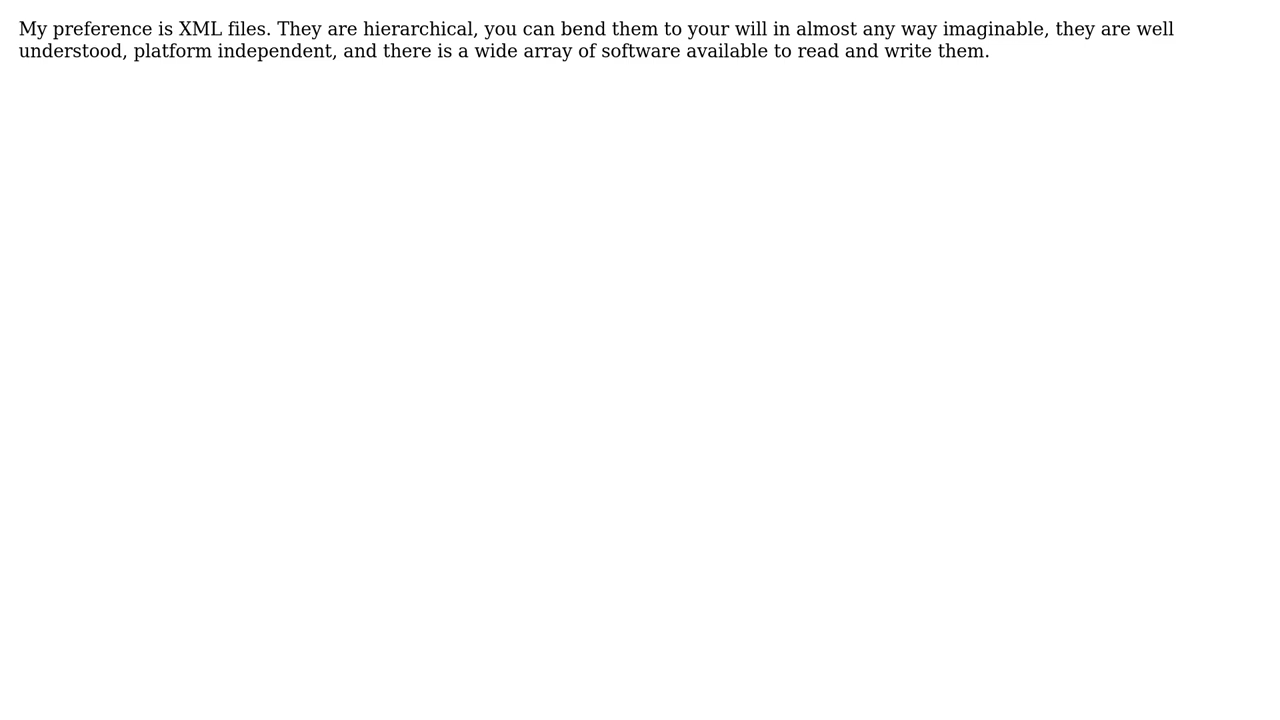 My preference is XML files. They are hierarchical, you can bend them to your will in almost any way imaginable, they are well
understood, platform independent, and there is a wide array of software available to read and write them.